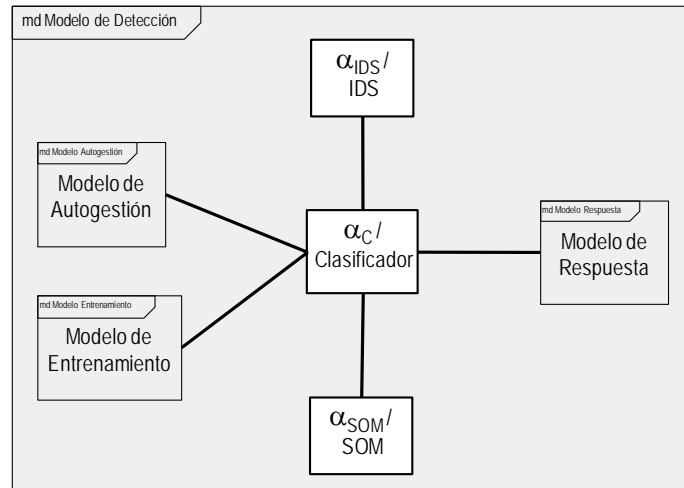 md Modelo de Detección
αIDS/
IDS
md Modelo Autogestión
Modelo de
Autogestión
αC/
Clasificador
md Modelo Respuesta
Modelo de
Respuesta
md Modelo Entrenamiento
Modelo de
Entrenamiento
αSOM/
SOM